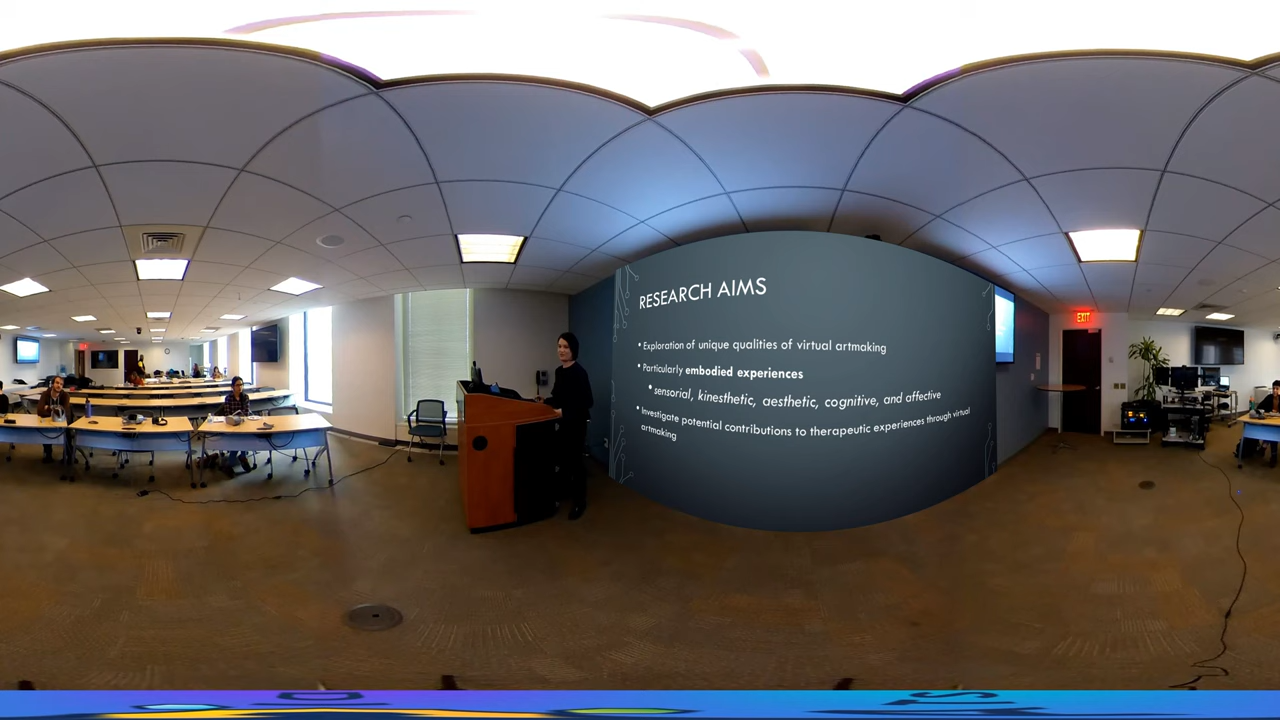 RESEARCH AIMS
• Exploration of unique qualities of virtual artmaking
• Particularly embodied experiences
• sensorial, kinesthetic, aesthetic, cognitive, and affective
• Investigate potential contributions to therapeutic experiences through virtual
artmaking
EXIT